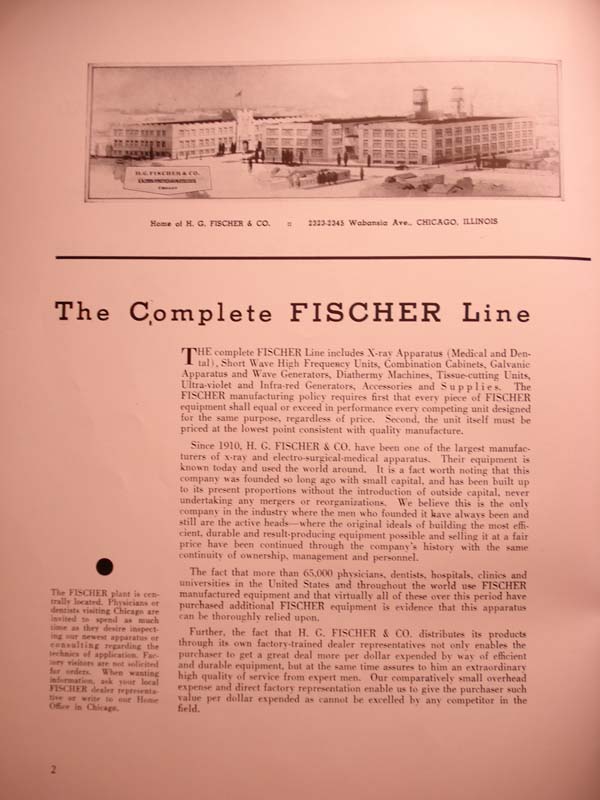 H. G. FISCHER & CO.
CHICAGO
Home of H. G. FISCHER & CO. :: 2323-2345 Wabansia Ave., CHICAGO, ILLINOIS
The Complete FISCHER Line
THE complete FISCHER Line includes X-ray Apparatus (Medical and Den-
tal), Short Wave High Frequency Units, Combination Cabinets, Galvanic
Apparatus and Wave Generators, Diathermy Machines, Tissue-cutting Units,
Ultra-violet and Infra-red Generators, Accessories and Supplies. The
FISCHER manufacturing policy requires first that every piece of FISCHER
equipment shall equal or exceed in performance every competing unit designed
for the same purpose, regardless of price. Second, the unit itself must be
priced at the lowest point consistent with quality manufacture.
Since 1910, H. G. FISCHER & CO. have been one of the largest manufac-
turers of x-ray and electro-surgical-medical apparatus. Their equipment is
known today and used the world around. It is a fact worth noting that this
company was founded so long ago with small capital, and has been built up
to its present proportions without the introduction of outside capital, never
undertaking any mergers or reorganizations. We believe this is the only
company in the industry where the men who founded it have always been and
still are the active heads—where the original ideals of building the most effi-
cient, durable and result-producing equipment possible and selling it at a fair
price have been continued through the company's history with the same
continuity of ownership, management and personnel.
The fact that more than 65,000 physicians, dentists, hospitals, clinics and
universities in the United States and throughout the world use FISCHER
manufactured equipment and that virtually all of these over this period have
purchased additional FISCHER equipment is evidence that this apparatus
can be thoroughly relied upon.
Further, the fact that H. G. FISCHER & CO. distributes its products
through its own factory-trained dealer representatives not only enables the
purchaser to get a great deal more per dollar expended by way of efficient
and durable equipment, but at the same time assures to him an extraordinary
high quality of service from expert men. Our comparatively small overhead
expense and direct factory representation enable us to give the purchaser such
value per dollar expended as cannot be excelled by any competitor in the
field.
The FISCHER plant is cen-
trally located. Physicians or
dentists visiting Chicago are
invited to spend as much
time as they desire inspect-
ing our newest apparatus or
consulting regarding the
technics of application. Fac-
tory visitors are not solicited
for orders. When wanting
information, ask your local
FISCHER dealer representa-
tive or write to our Home
Office in Chicago.
2